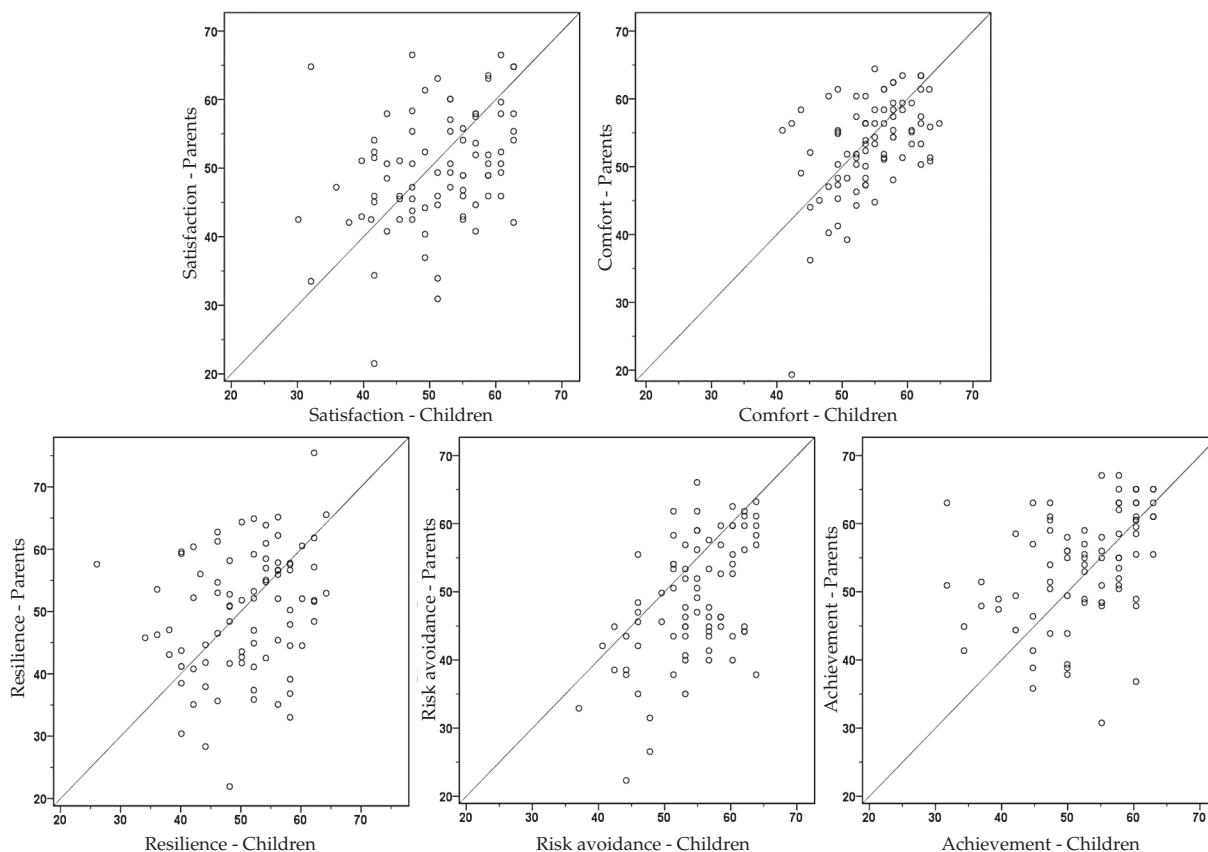 70
60
50
40
30
20
Satisfaction - Parents
20 30 40 50 60 70
Satisfaction - Children
70
60
50
40
30
20
Comfort - Parents
20 30 40 50 60 70
Comfort - Children
70
60
50
40
30
20
Resilience - Parents
20 30 40 50 60 70
Resilience - Children
70
60
50
40
30
20
Risk avoidance - Parents
20 30 40 50 60 70
Risk avoidance - Children
70
60
50
40
30
20
Achievement - Parents
20 30 40 50 60 70
Achievement - Children